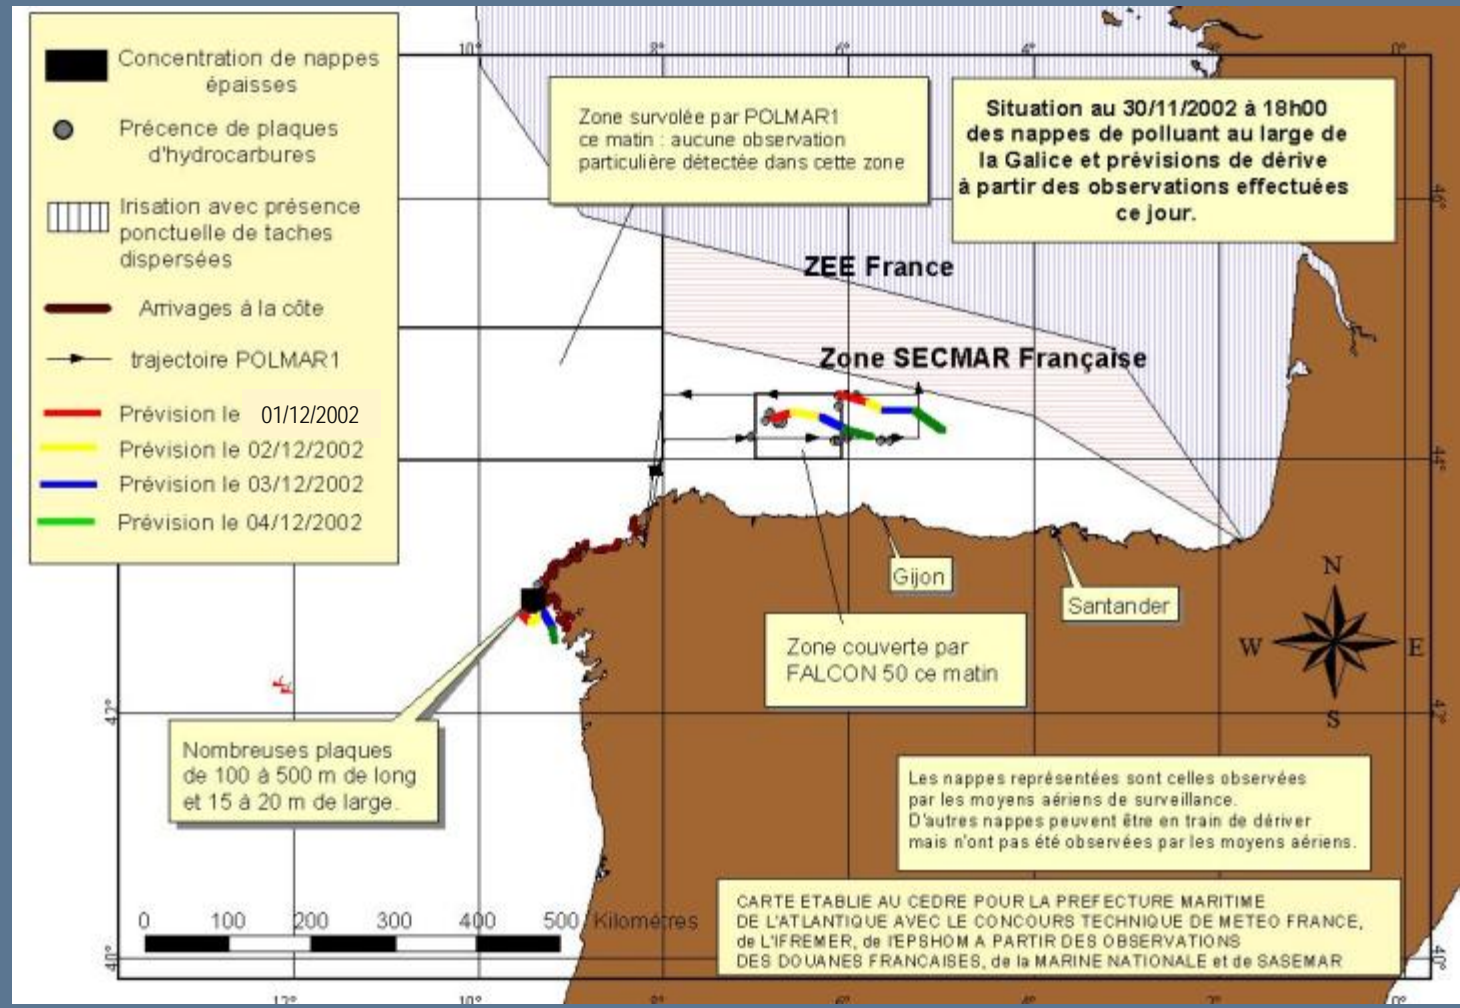 Concentration de nappes
épaisses
Précence de plaques
d'hydrocarbures
Irisation avec présence
ponctuelle de taches
dispersées
Arrivages à la côte
trajectoire POLMAR1
Prévision le 01/12/2002
Prévision le 02/12/2002
Prévision le 03/12/2002
Prévision le 04/12/2002
10° 8° 6° 4° 2° 0°
Zone survolée par POLMAR1
ce matin : aucune observation
particulière détectée dans cette zone
Situation au 30/11/2002 à 18h00
des nappes de polluant au large de
la Galice et prévisions de dérive
à partir des observations effectuées
ce jour.
46°
ZEE France
Zone SECMAR Française
44°
Gijon
Santander
Zone couverte par
FALCON 50 ce matin
N
W E
S
42° 42°
Nombreuses plaques
de 100 à 500 m de long
et 15 à 20 m de large.
Les nappes représentées sont celles observées
par les moyens aériens de surveillance.
D'autres nappes peuvent être en train de dériver
mais n'ont pas été observées par les moyens aériens.
0 100 200 300 400 500 Kilomètres
CARTE ETABLIE AU CEDRE POUR LA PREFECTURE MARITIME
DE L'ATLANTIQUE AVEC LE CONCOURS TECHNIQUE DE METEO FRANCE,
de L'IFREMER, de l'EPSHOM A PARTIR DES OBSERVATIONS
DES DOUANES FRANCAISES, de la MARINE NATIONALE et de SASEMAR
40° 40°
12° 10° 8° 6° 4° 2° 0°